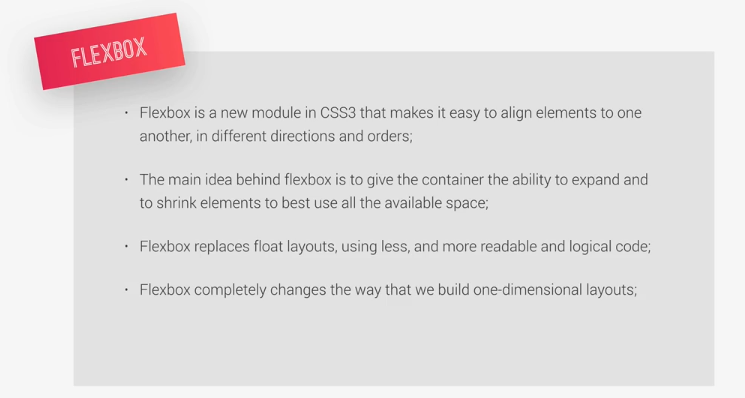 FLEXBOX
• Flexbox is a new module in CSS3 that makes it easy to align elements to one
another, in different directions and orders;
• The main idea behind flexbox is to give the container the ability to expand and
to shrink elements to best use all the available space;
• Flexbox replaces float layouts, using less, and more readable and logical code;
• Flexbox completely changes the way that we build one-dimensional layouts;